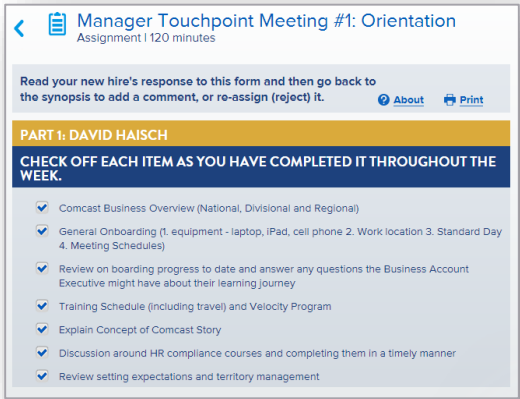 Manager Touchpoint Meeting #1: Orientation
Assignment | 120 minutes
Read your new hire's response to this form and then go back to
the synopsis to add a comment, or re-assign (reject) it.
About Print
PART 1: DAVID HAISCH
CHECK OFF EACH ITEM AS YOU HAVE COMPLETED IT THROUGHOUT THE
WEEK.
Comcast Business Overview (National, Divisional and Regional)
General Onboarding (1. equipment - laptop, iPad, cell phone 2. Work location 3. Standard Day
4. Meeting Schedules)
Review on boarding progress to date and answer any questions the Business Account
Executive might have about their learning journey
Training Schedule (including travel) and Velocity Program
Explain Concept of Comcast Story
Discussion around HR compliance courses and completing them in a timely manner
Review setting expectations and territory management